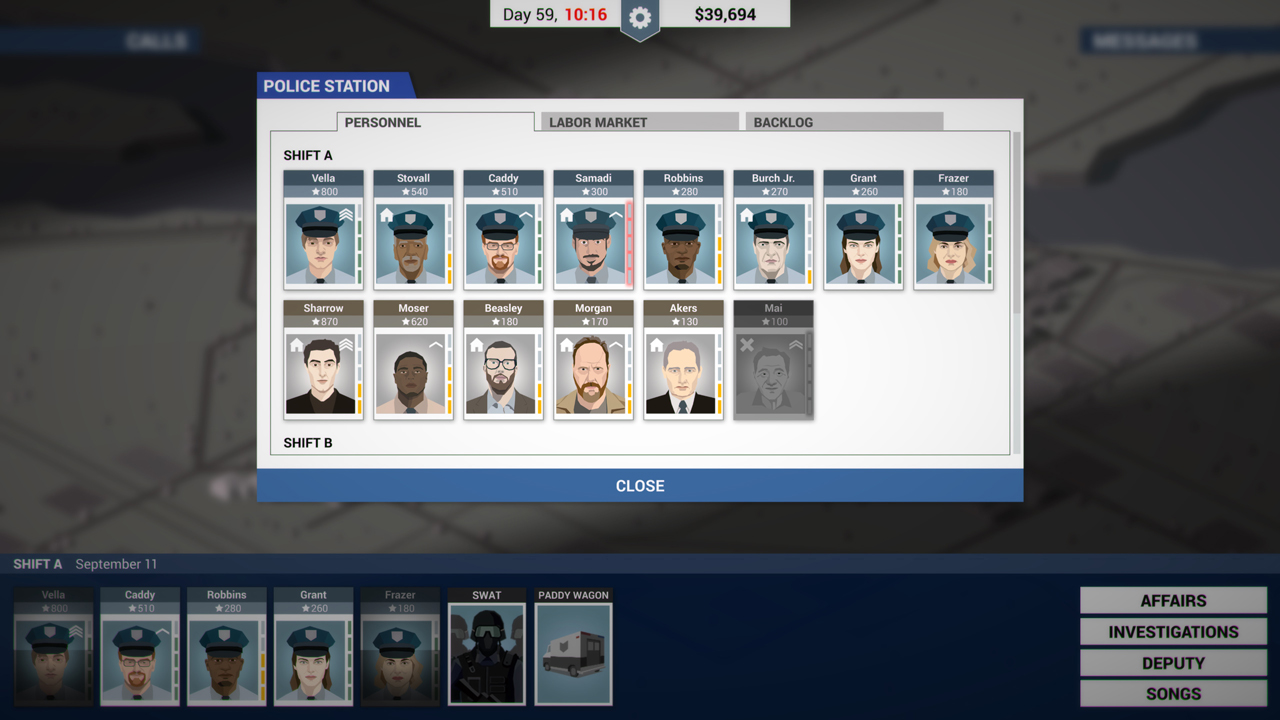 Day 59, 10:16
$39,694
CALLS
MESSAGES
POLICE STATION
PERSONNEL
LABOR MARKET
BACKLOG
SHIFT A
Vella
★800
Stovall
★540
Caddy
★510
Samadi
★300
Robbins
★280
Burch Jr.
★270
Grant
★260
Frazer
★180
Sharrow
★870
Moser
★620
Beasley
★180
Morgan
★170
Akers
★130
Mai
★100
SHIFT B
CLOSE
SHIFT A September 11
Vella
★800
Caddy
★510
Robbins
★280
Grant
★260
Frazer
★180
SWAT
PADDY WAGON
AFFAIRS
INVESTIGATIONS
DEPUTY
SONGS